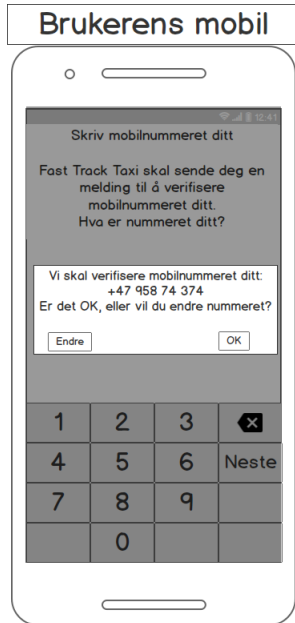 Brukerens mobil
12:41
Skriv mobilnummeret ditt
Fast Track Taxi skal sende deg en
melding til å verifisere
mobilnummeret ditt.
Hva er nummeret ditt?
Vi skal verifisere mobilnummeret ditt:
+47 958 74 374
Er det OK, eller vil du endre nummeret?
Endre OK
1 2 3
4 5 6 Neste
7 8 9
0